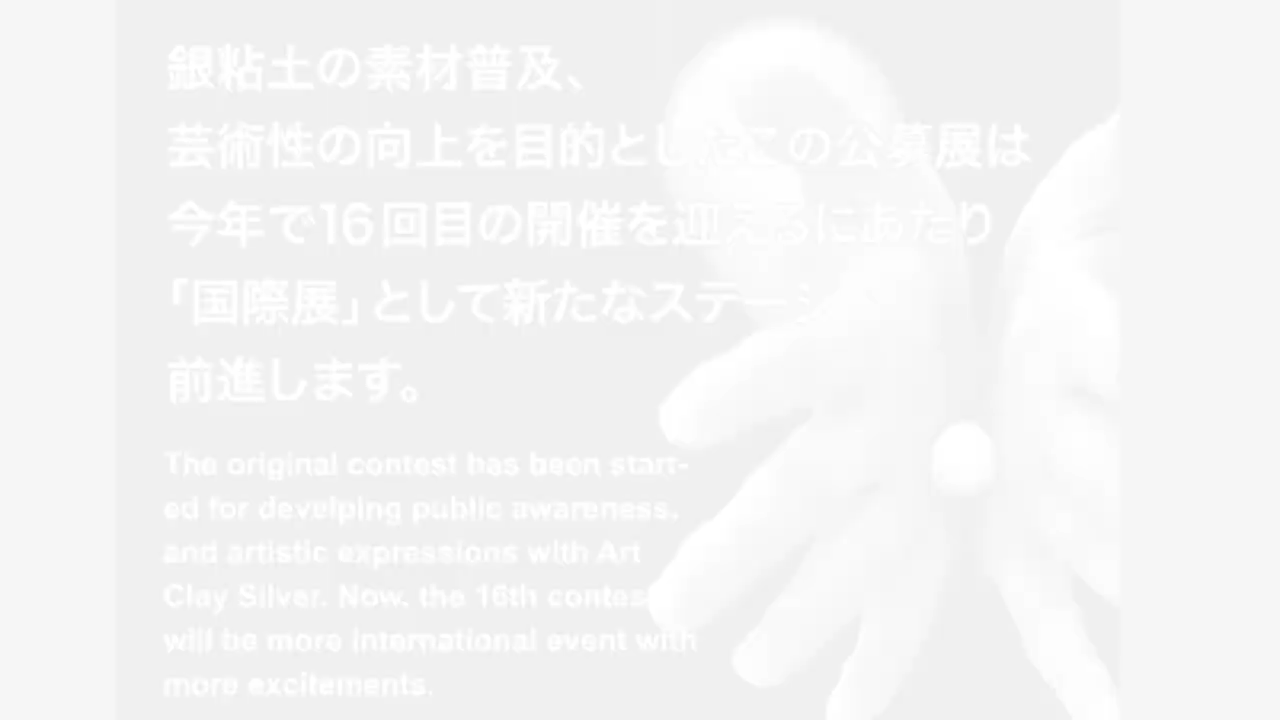 銀粘土の素材普及、
芸術性の向上を目的としたこの公募展は
今年で16回目の開催を迎えるにあたり
「国際展」として新たなステージ
前進します。
The original contest has been start-
ed for develping public awareness,
and artistic expressions with Art
Clay Silver. Now, the 16th contes
will be more international event with
more excitements.